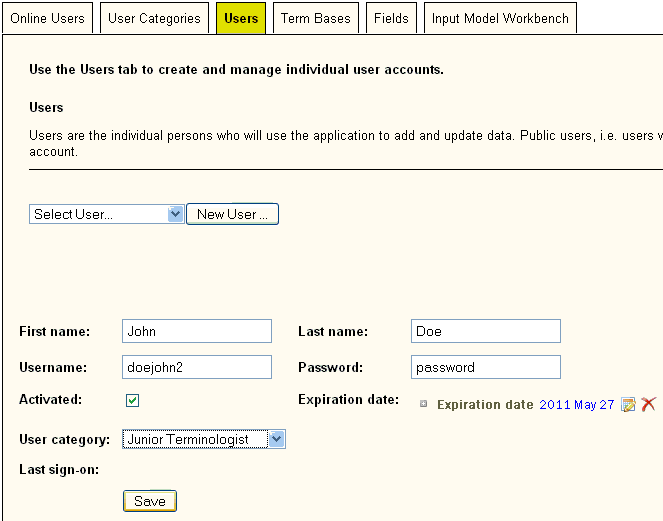 Online Users User Categories Users Term Bases Fields Input Model Workbench
Use the Users tab to create and manage individual user accounts.
Users
Users are the individual persons who will use the application to add and update data. Public users, i.e. users
account.
Select User... New User ...
First name: John Last name: Doe
Username: doejohn2 Password: password
Activated: Expiration date: Expiration date 2011 May 27
User category: Junior Terminologist
Last sign-on:
Save